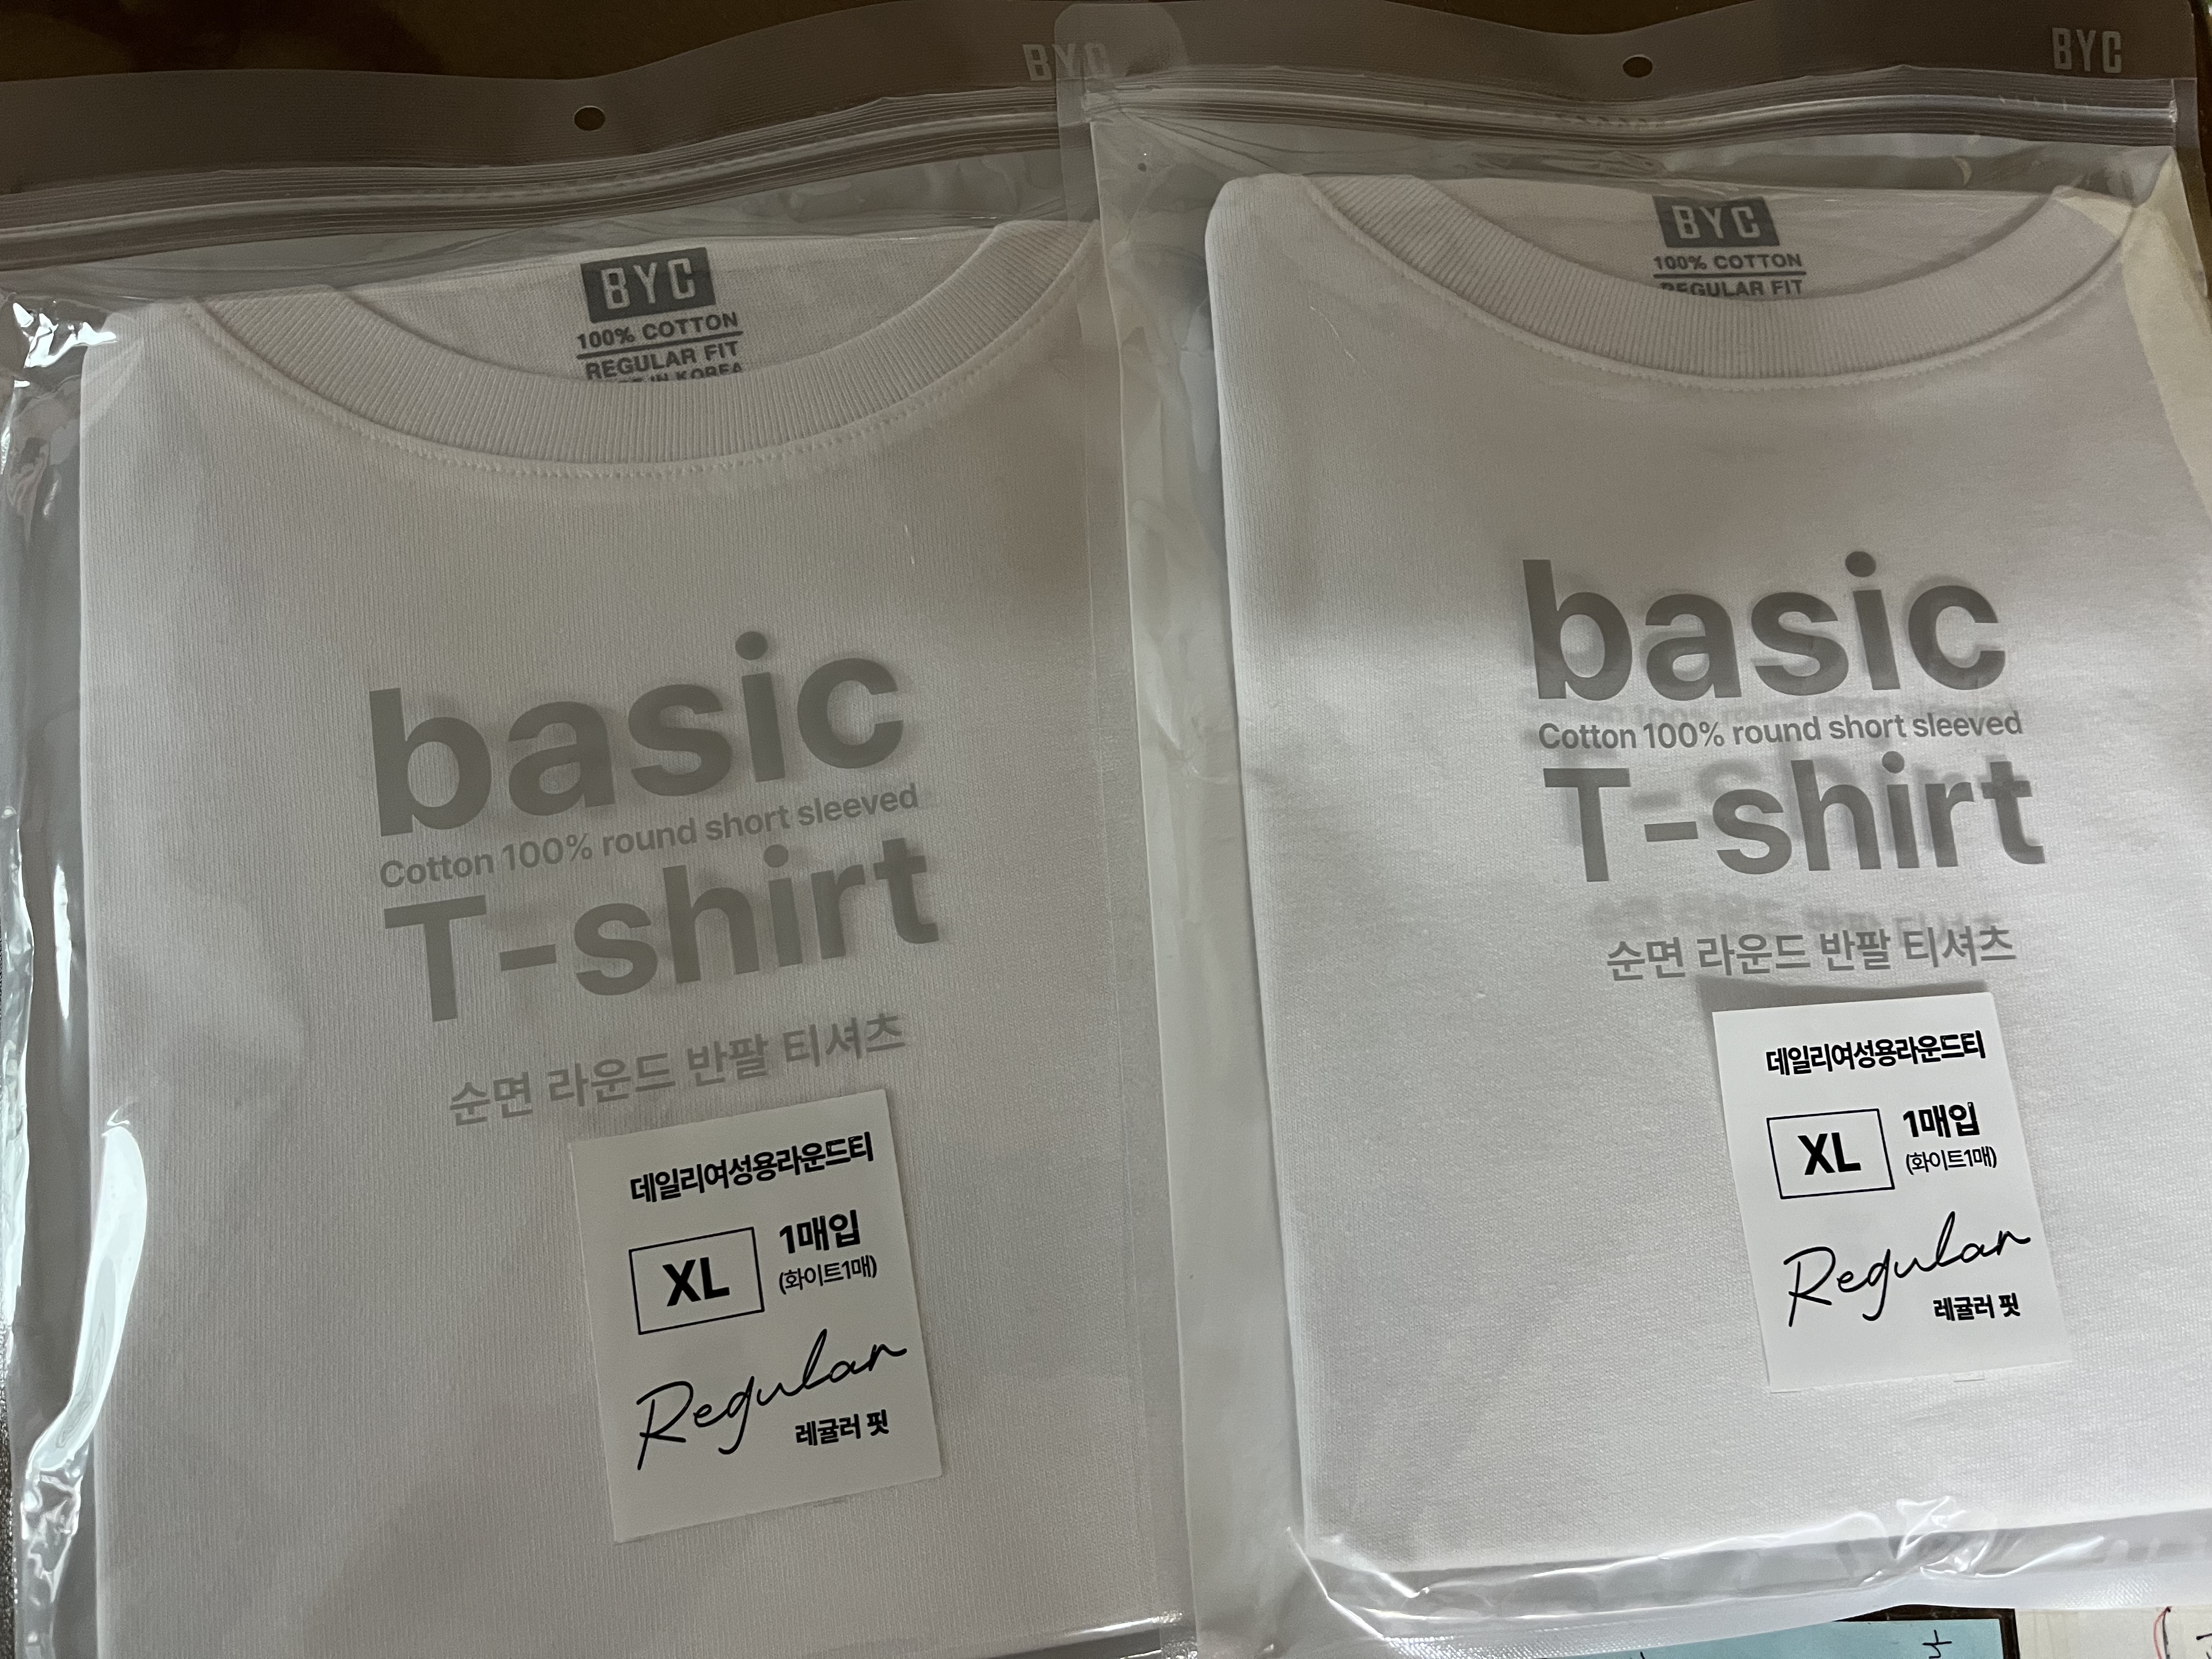 BYC
BYC
100% COTTON
REGULAR FIT
IN KOREA
basic
Cotton 100% round short sleeved
T-shirt
순면 라운드 반팔 티셔츠
데일리여성용라운드티
XL
1매입
(화이트1매)
Regular
레귤러 핏
BYC
BYC
100% COTTON
REGULAR FIT
basic
Cotton 100% round short sleeved
T-shirt
순면 라운드 반팔 티셔츠
데일리여성용라운드티
XL
1매입
(화이트1매)
Regular
레귤러 핏